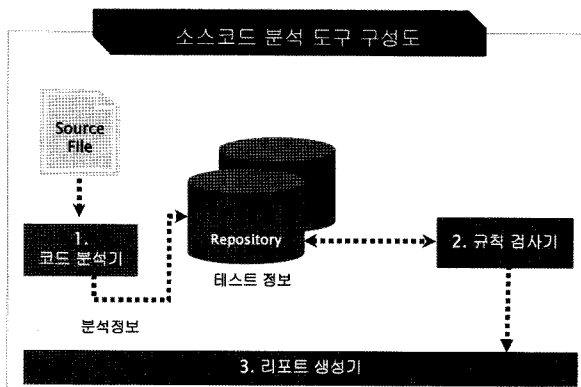 소스코드 분석 도구 구성도
Source
File
1.
코드 분석기
Repository
2. 규칙 검사기
테스트 정보
분석정보
3. 리포트 생성기